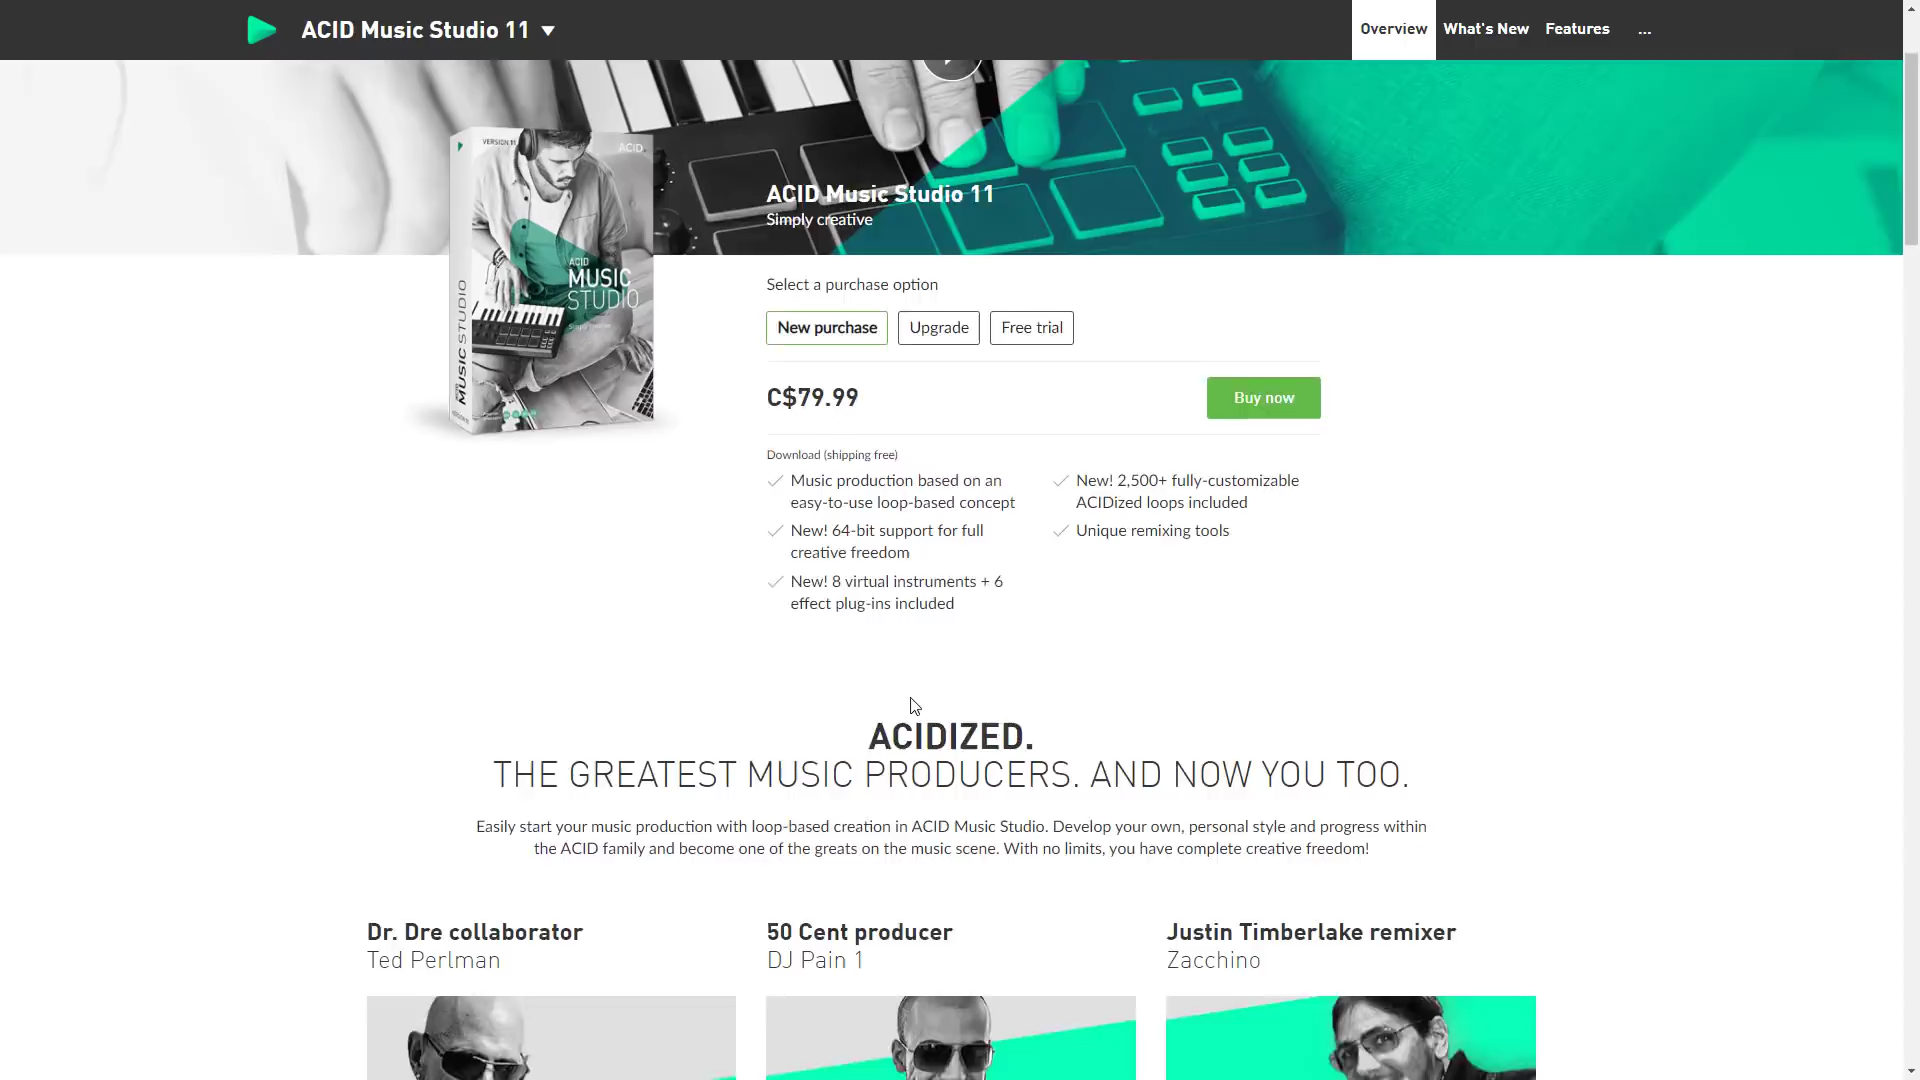 ACID Music Studio 11
Overview
What's New
Features
...
VERSION 11
ACID
ACID
MUSIC
STUDIO
MUSIC STUDIO
ACID Music Studio 11
Simply creative
Select a purchase option
New purchase
Upgrade
Free trial
C$79.99
Buy now
Download (shipping free)
Music production based on an
easy-to-use loop-based concept
New! 64-bit support for full
creative freedom
New! 8 virtual instruments + 6
effect plug-ins included
New! 2,500+ fully-customizable
ACIDized loops included
Unique remixing tools
ACIDIZED.
THE GREATEST MUSIC PRODUCERS. AND NOW YOU TOO.
Easily start your music production with loop-based creation in ACID Music Studio. Develop your own, personal style and progress within
the ACID family and become one of the greats on the music scene. With no limits, you have complete creative freedom!
Dr. Dre collaborator
Ted Perlman
50 Cent producer
DJ Pain 1
Justin Timberlake remixer
Zacchino